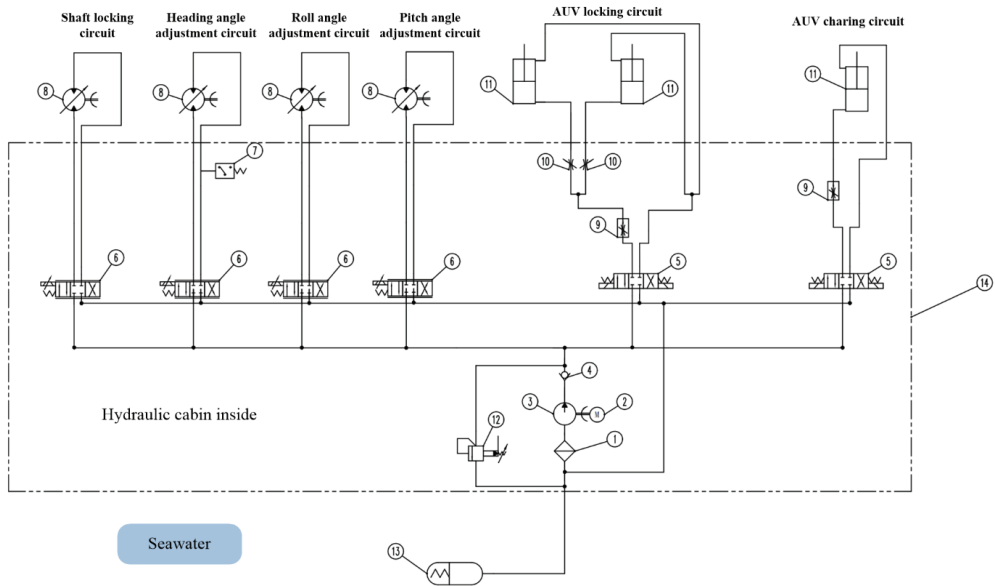 Shaft locking
circuit
Heading angle
adjustment circuit
Roll angle
adjustment circuit
Pitch angle
adjustment circuit
AUV locking circuit
AUV charing circuit
8
8
8
8
11
11
11
7
10
10
9
9
6
6
6
6
5
5
14
4
3
M
2
12
1
Hydraulic cabin inside
Seawater
13